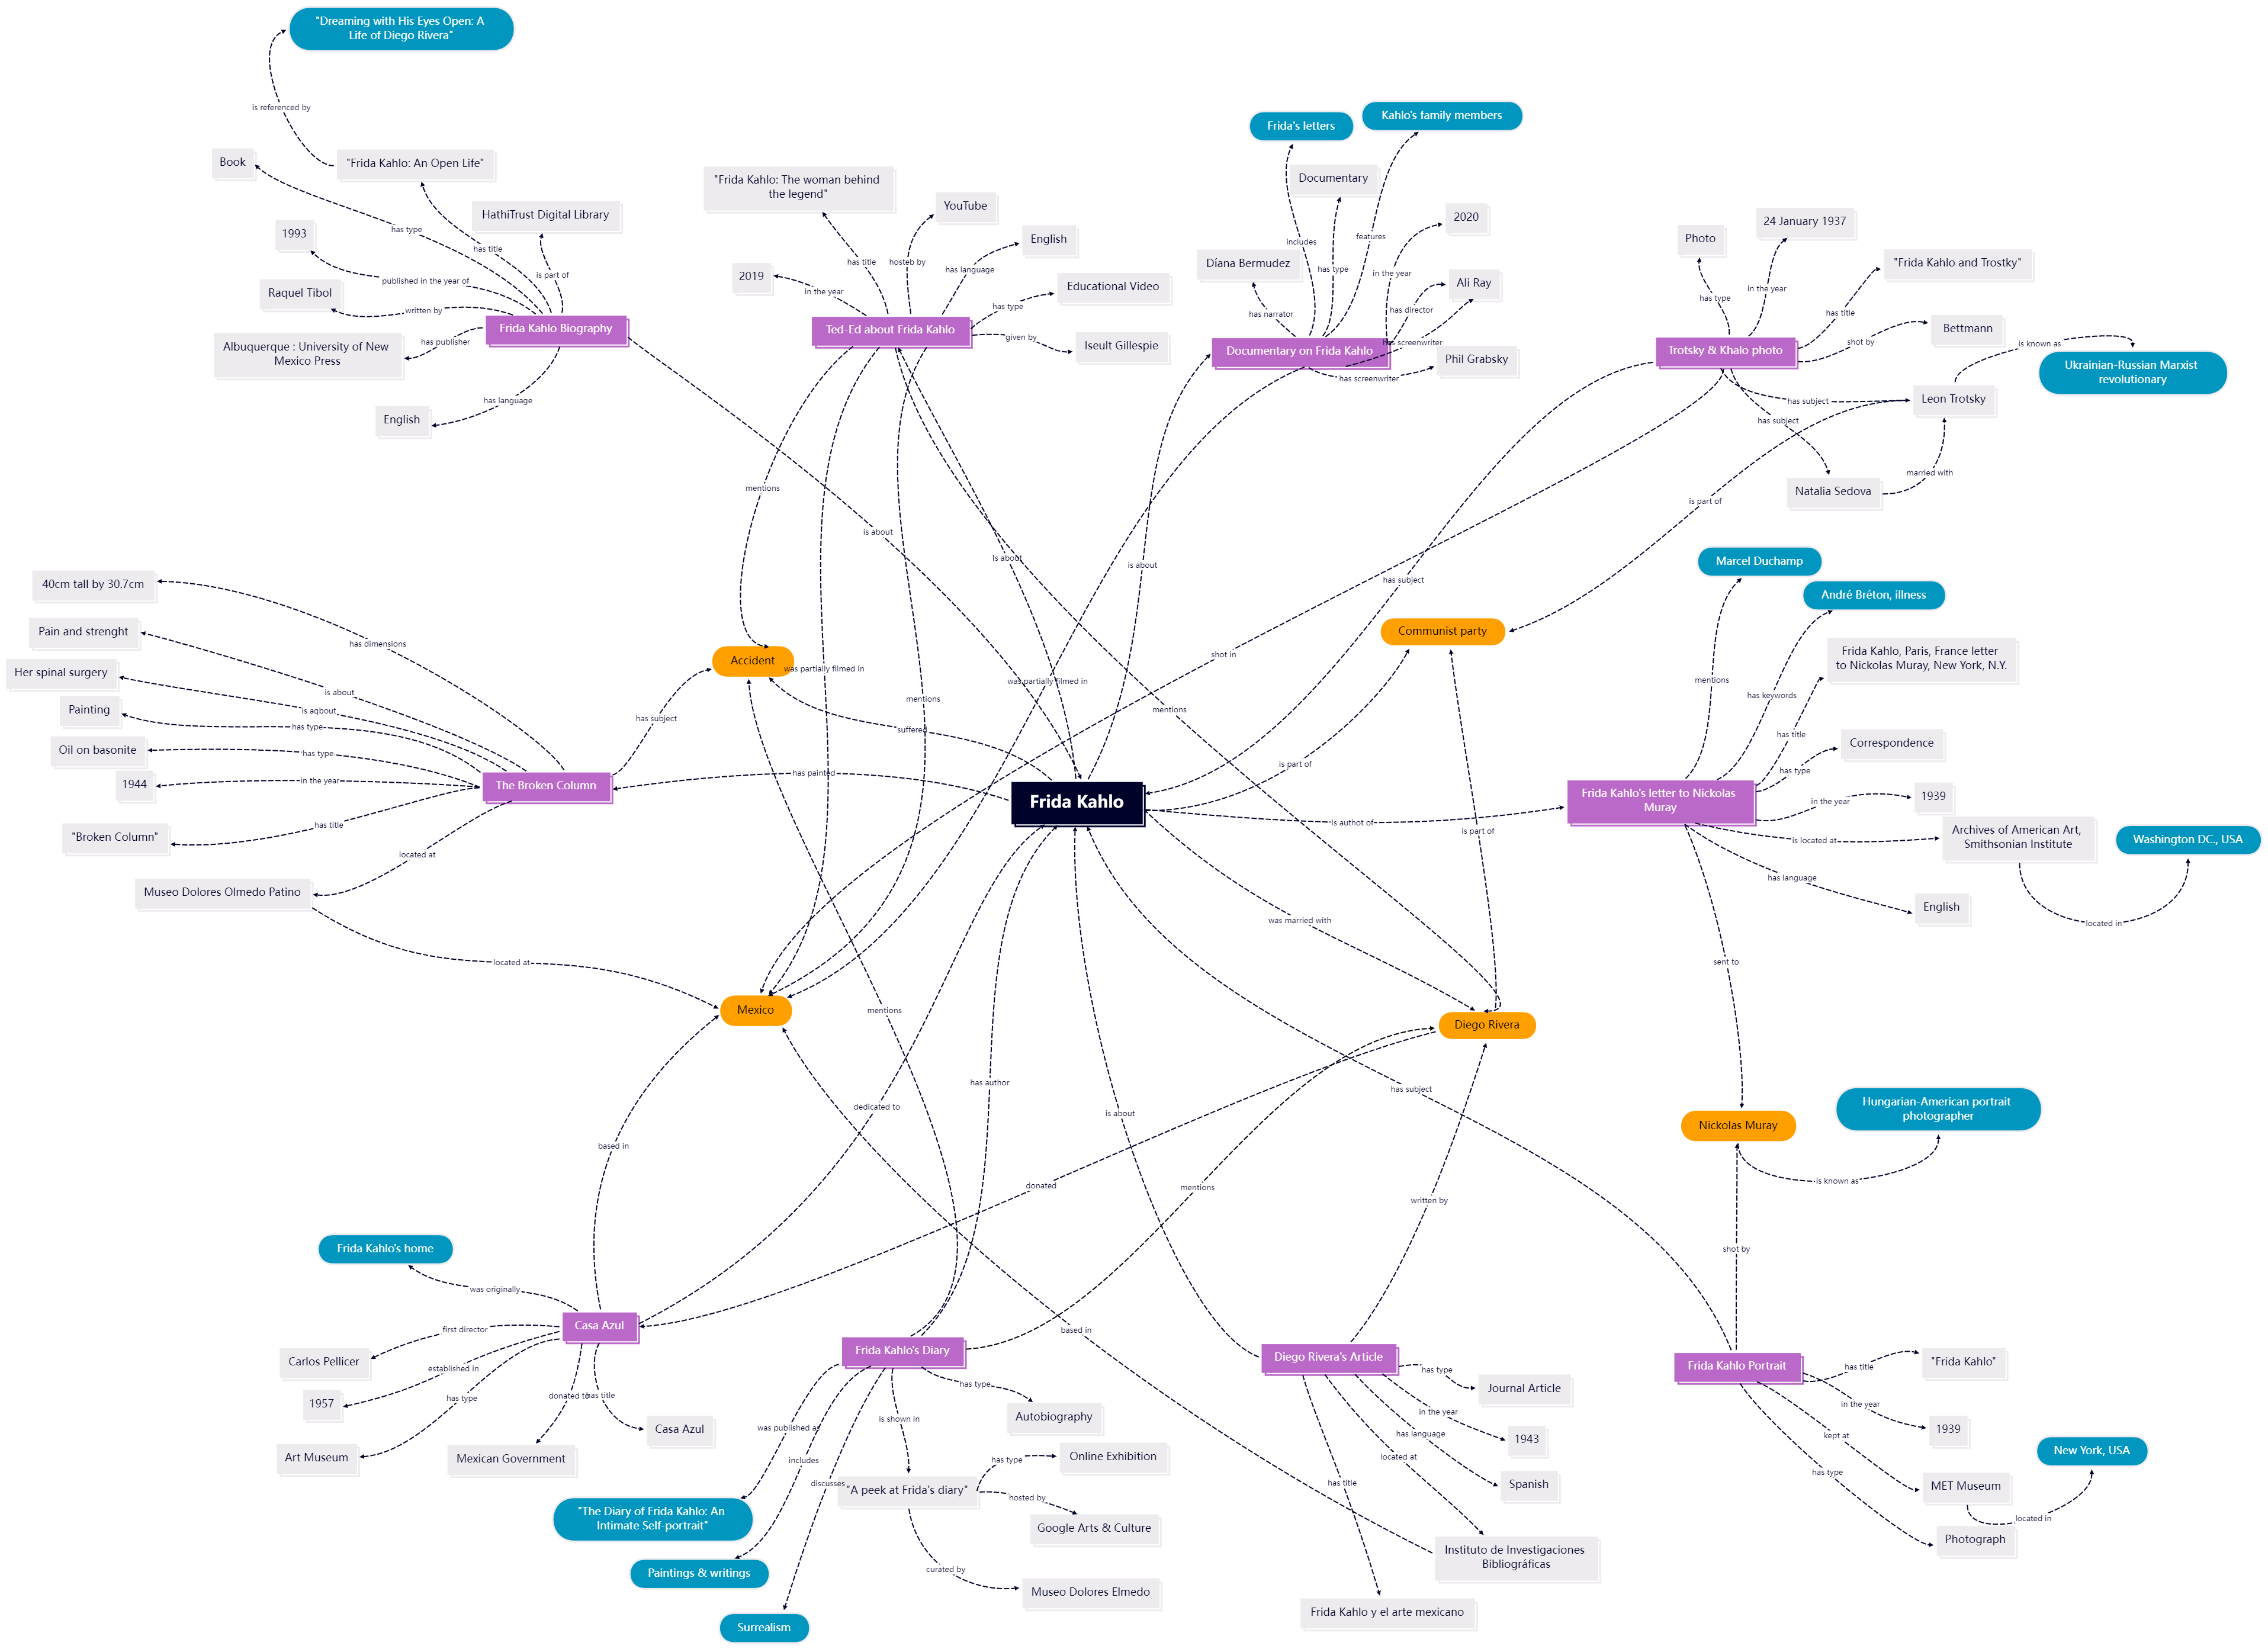 "Dreaming with His Eyes Open: A
Life of Diego Rivera"
is referenced by
Book
"Frida Kahlo: An Open Life"
HathiTrust Digital Library
1993
has type
has title
is part of
published in the year of
Raquel Tibol
written by
Frida Kahlo Biography
Albuquerque : University of New
Mexico Press
has publisher
has language
English
is about
"Frida Kahlo: The woman behind
the legend"
YouTube
English
2019
has title
hosted by
has language
in the year
Educational Video
has type
Ted-Ed about Frida Kahlo
given by
Iseult Gillespie
mentions
Is about
was partially filmed in
mentions
mentions
Frida's letters
Kahlo's family members
Documentary
2020
includes
features
Díana Bermudez
has type
in the year
Ali Ray
has narrator
has director
has screenwriter
Documentary on Frida Kahlo
Phil Grabsky
has screenwriter
is about
was partially filmed in
24 January 1937
Photo
"Frida Kahlo and Trostky"
in the year
has type
has title
Bettmann
shot by
Trotsky & Khalo photo
is known as
Ukrainian-Russian Marxist
revolutionary
has subject
Leon Trotsky
has subject
married with
Natalia Sedova
is part of
has subject
shot in
40cm tall by 30.7cm
Pain and strenght
has dimensions
Her spinal surgery
is about
Painting
is aqbout
has type
Oil on basonite
has type
1944
in the year
The Broken Column
"Broken Column"
has title
located at
Museo Dolores Olmedo Patino
located at
has subject
Accident
suffered
has painted
Frida Kahlo
Communist party
is part of
is part of
Is authot of
was married with
Marcel Duchamp
André Bréton, illness
Frida Kahlo, Paris, France letter
to Nickolas Muray, New York, N.Y.
mentions
has keywords
has title
Correspondence
has type
Frida Kahlo's letter to Nickolas
Muray
1939
in the year
Archives of American Art,
Smithsonian Institute
is located at
Washington DC., USA
has language
English
located in
sent to
Mexico
Diego Rivera
mentions
has author
dedicated to
is about
has subject
based in
donated
mentions
written by
Nickolas Muray
Hungarian-American portrait
photographer
is known as
shot by
Frida Kahlo's home
was originally
Casa Azul
first director
Carlos Pellicer
established in
1957
has type
donated to
has title
Art Museum
Mexican Government
Casa Azul
based in
Frida Kahlo's Diary
has type
Autobiography
was published as
is shown in
includes
discusses
"A peek at Frida's diary"
has type
Online Exhibition
hosted by
Google Arts & Culture
"The Diary of Frida Kahlo: An
Intimate Self-portrait"
curated by
Paintings & writings
Museo Dolores Elmedo
Surrealism
Diego Rivera's Article
has type
Journal Article
in the year
1943
has language
located at
Spanish
has title
Instituto de Investigaciones
Bibliográficas
Frida Kahlo y el arte mexicano
Frida Kahlo Portrait
has title
"Frida Kahlo"
in the year
1939
kept at
New York, USA
has type
MET Museum
located in
Photograph